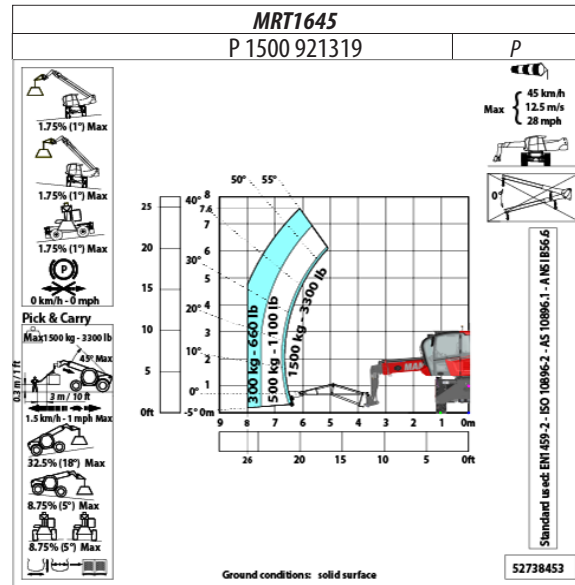 MRT1645
P 1500 921319
P
1.75% (1°) Max
1.75% (1°) Max
1.75% (1°) Max
P
0 km/h - 0 mph
Pick & Carry
Max 1500 kg - 3300 lb
45° Max
0.3 m / 1 ft
3 m / 10 ft
1.5 km/h - 1 mph Max
32.5% (18°) Max
8.75% (5°) Max
8.75% (5°) Max
Max
45 km/h
12.5 m/s
28 mph
0°
50°
55°
40°
30°
20°
10°
0°
-5°
25
20
15
10
5
0ft
8
7.6
7
6
5
4
3
2
1
0m
300 kg - 660 lb
500 kg - 1100 lb
1500 kg - 3300 lb
9 8 7 6 5 4 3 2 1 0m
26 20 15 10 5 0ft
Standard used: EN1459-2 - ISO 10896-2 - AS 10896.1 - ANSI B56.6
Ground conditions: solid surface
52738453